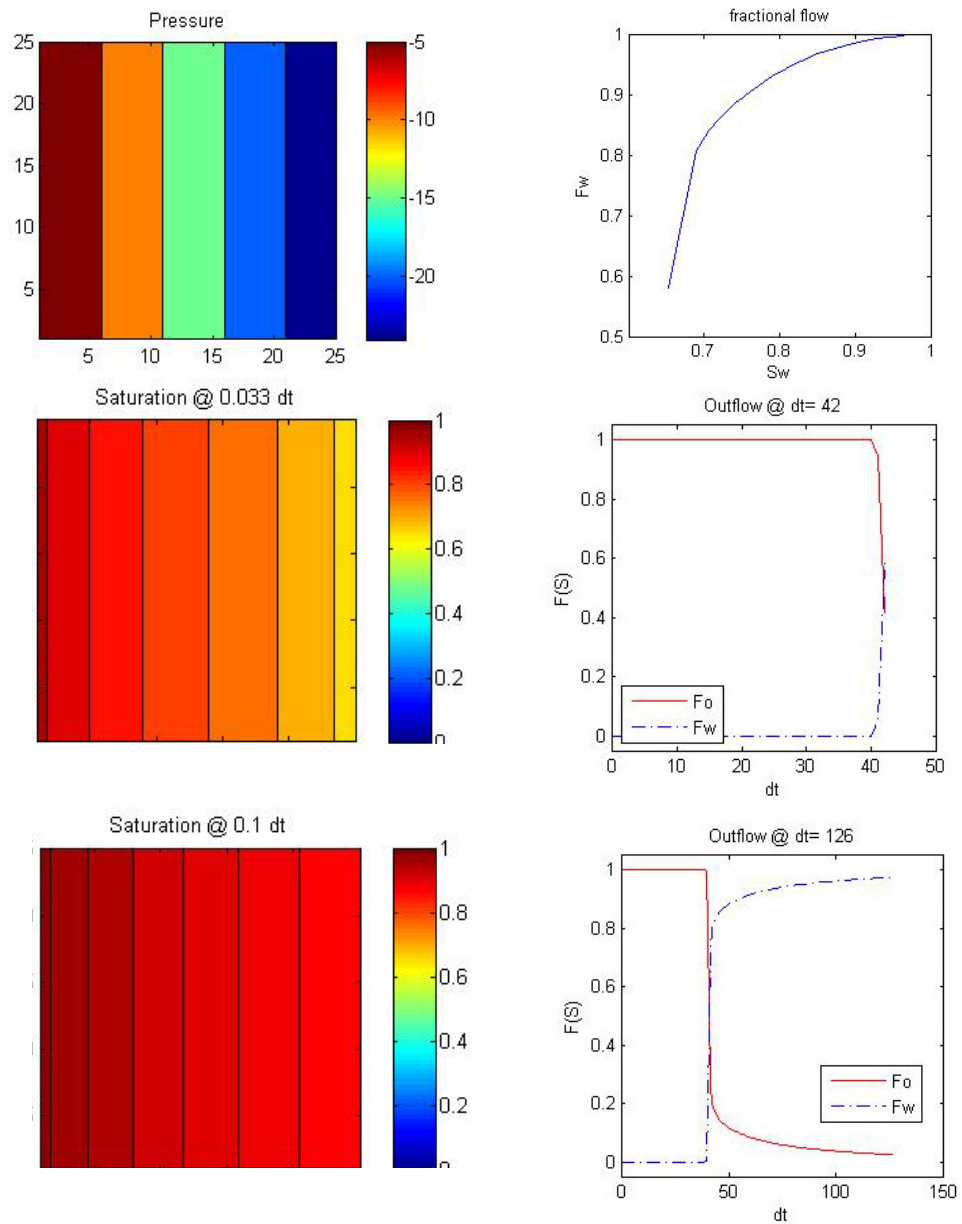 Pressure
25
20
15
10
5
5 10 15 20 25
-5
-10
-15
-20
fractional flow
1
0.9
0.8
0.7
0.6
0.5
Fw
0.7 0.8 0.9 1
Sw
Saturation @ 0.033 dt
1
0.8
0.6
0.4
0.2
0
Outflow @ dt= 42
1
0.8
0.6
0.4
0.2
0
F(S)
Fo
Fw
0 10 20 30 40 50
dt
Saturation @ 0.1 dt
1
0.8
0.6
0.4
0.2
0
Outflow @ dt= 126
1
0.8
0.6
0.4
0.2
0
F(S)
Fo
Fw
0 50 100 150
dt